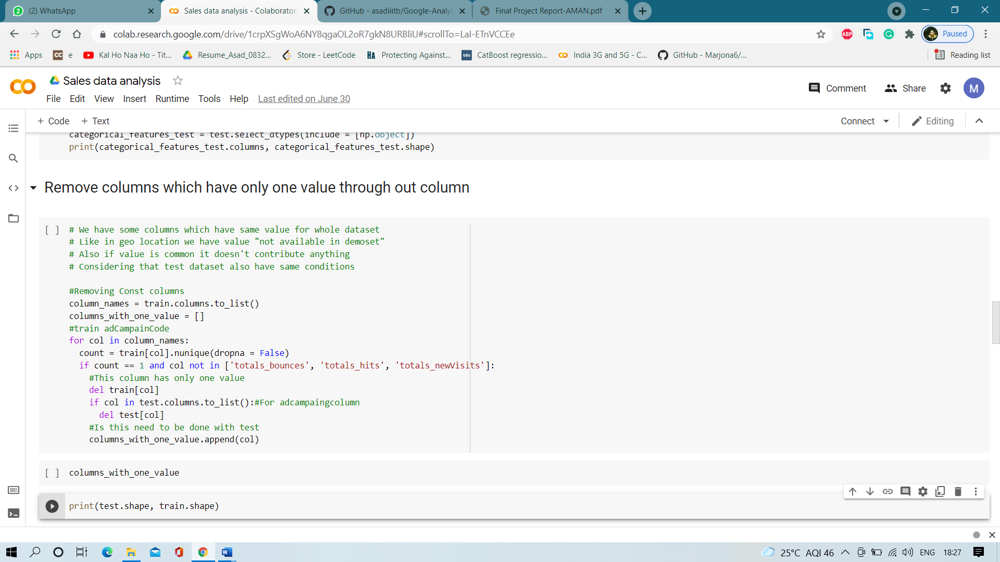 (2) WhatsApp
Sales data analysis - Colaboratory
GitHub - asadiiitb/Google-Analyt
Final Project Report-AMAN.pdf
colab.research.google.com/drive/1crpXSgWoA6NY8qgaOL2oR7gkN8URBliU#scrollTo=LaI-ETnVCCEe
ABP
Paused
Apps
CC e
Kal Ho Naa Ho - Tit...
Resume_Asad_0832...
Store - LeetCode
HA Protecting Against...
tds CatBoost regressio...
India 3G and 5G - C...
GitHub - Marjona6/...
Reading list
Sales data analysis
Comment
Share
M
File Edit View Insert Runtime Tools Help Last edited on June 30
+ Code + Text
Connect
Editing
categorical_features_test = test.select_dtypes(include = [np.object])
print(categorical_features_test.columns, categorical_features_test.shape)
Remove columns which have only one value through out column
[ ] # We have some columns which have same value for whole dataset
# Like in geo location we have value "not available in demoset"
# Also if value is common it doesn't contribute anything
# Considering that test dataset also have same conditions
#Removing Const columns
column_names = train.columns.to_list()
columns_with_one_value = []
#train adCampainCode
for col in column_names:
count = train[col].nunique(dropna = False)
if count == 1 and col not in ['totals_bounces', 'totals_hits', 'totals_newVisits']:
#This column has only one value
del train[col]
if col in test.columns.to_list():#For adcampaingcolumn
del test[col]
#Is this need to be done with test
columns_with_one_value.append(col)
[ ] columns_with_one_value
print(test.shape, train.shape)
25°C AQI 46
ENG
18:27